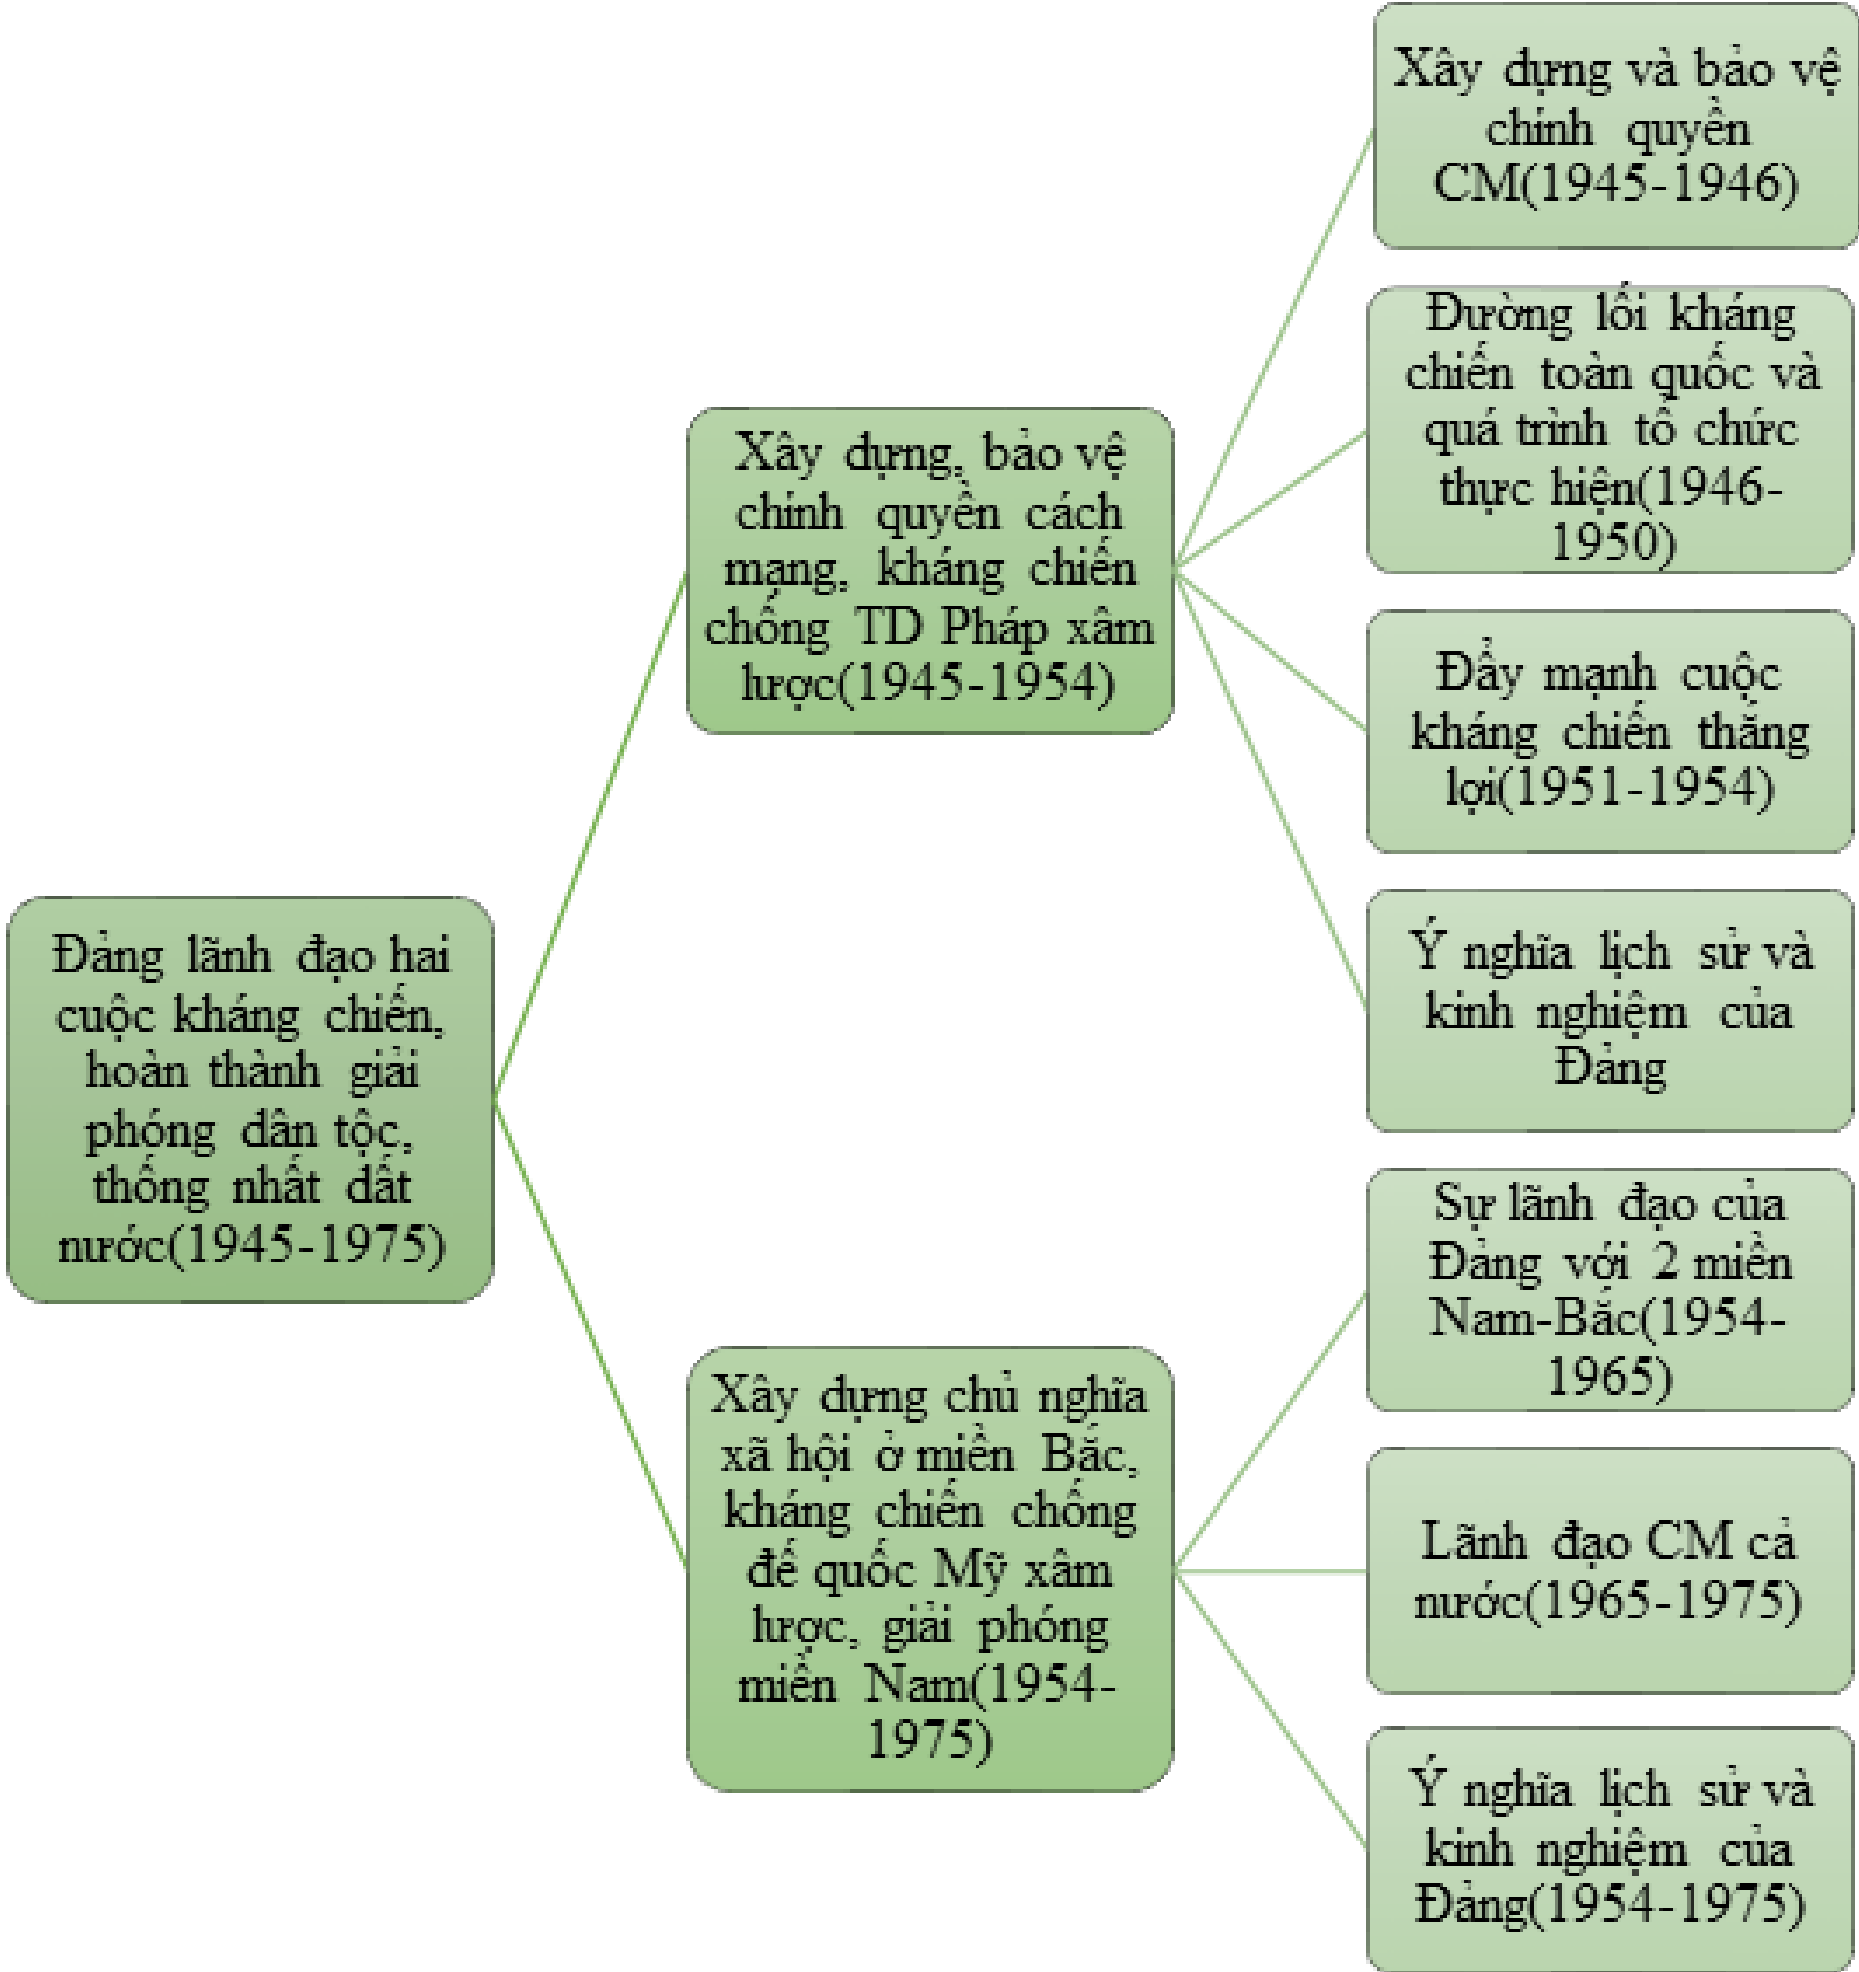 Đảng lãnh đạo hai
cuộc kháng chiến,
hoàn thành giải
phóng dân tộc,
thống nhất đất
nước(1945-1975)
Xây dựng, bảo vệ
chính quyền cách
mạng, kháng chiến
chống TD Pháp xâm
lược(1945-1954)
Xây dựng và bảo vệ
chính quyền
CM(1945-1946)
Đường lối kháng
chiến toàn quốc và
quá trình tổ chức
thực hiện(1946-
1950)
Đẩy mạnh cuộc
kháng chiến thắng
lợi(1951-1954)
Ý nghĩa lịch sử và
kinh nghiệm của
Đảng
Xây dựng chủ nghĩa
xã hội ở miền Bắc,
kháng chiến chống
đế quốc Mỹ xâm
lược, giải phóng
miền Nam(1954-
1975)
Sự lãnh đạo của
Đảng với 2 miền
Nam-Bắc(1954-
1965)
Lãnh đạo CM cả
nước(1965-1975)
Ý nghĩa lịch sử và
kinh nghiệm của
Đảng(1954-1975)